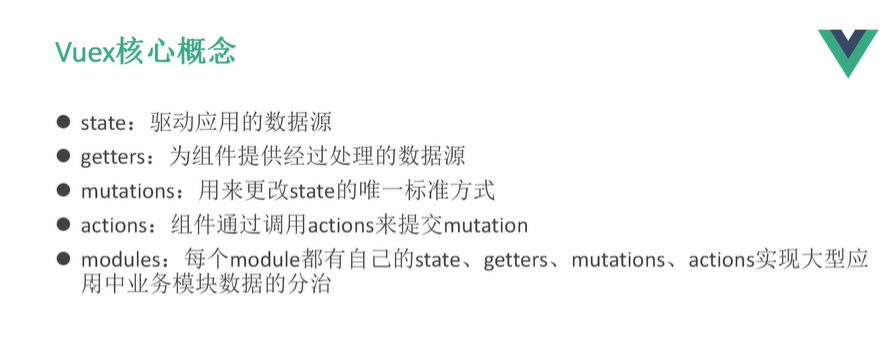 Vuex核心概念
● state：驱动应用的数据源
● getters：为组件提供经过处理的数据源
● mutations：用来更改state的唯一标准方式
● actions：组件通过调用actions来提交mutation
● modules：每个module都有自己的state、getters、mutations、actions实现大型应
用中业务模块数据的分治